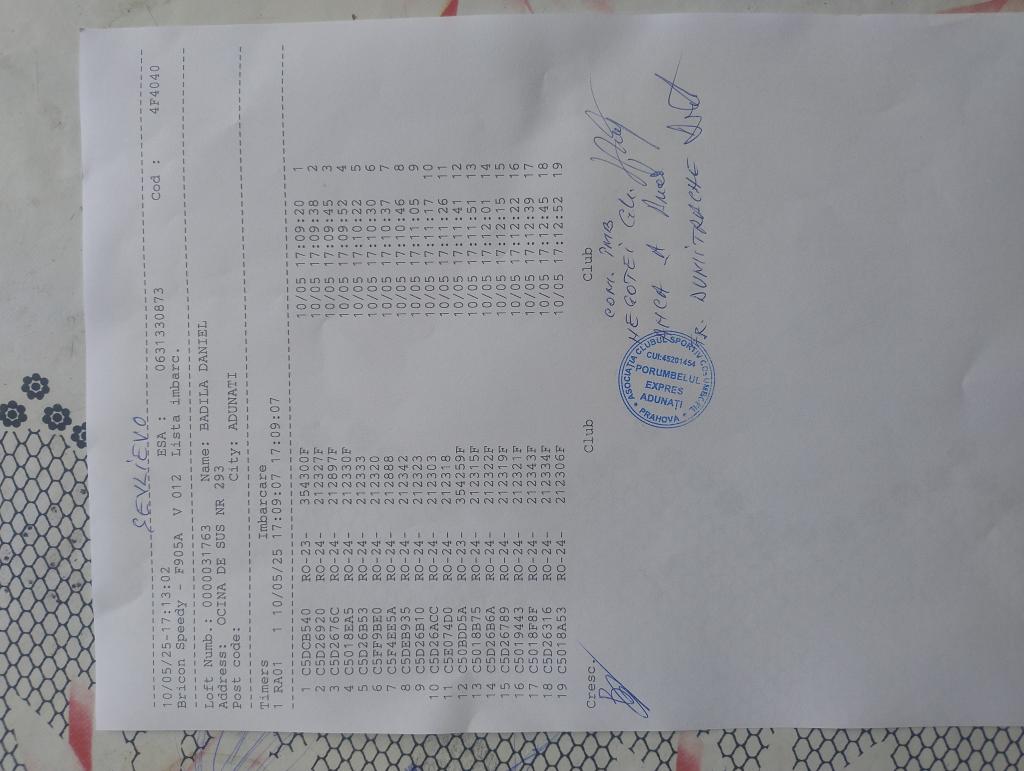 SEVLIEVO
10/05/25-17:13:02 ESA : 0631330873 Cod : 4F4040
Bricon Speedy - F905A V 012 Lista imbarc.
Loft Numb.: 0000031763 Name: BADILA DANIEL
Address: OCINA DE SUS NR 293
Post code: City: ADUNATI
Timers Imbarcare
1 RA01 1 10/05/25 17:09:07 17:09:07
1 C5DCB540 RO-23- 354300F 10/05 17:09:20 1
2 C5D26920 RO-24- 212327F 10/05 17:09:38 2
3 C5D2676C RO-24- 212897F 10/05 17:09:45 3
4 C5018EA5 RO-24- 212330F 10/05 17:09:52 4
5 C5D26B53 RO-24- 212333 10/05 17:10:22 5
6 C5FF9BE0 RO-24- 212320 10/05 17:10:30 6
7 C5F4EE5A RO-24- 212888 10/05 17:10:37 7
8 C5DEB935 RO-24- 212342 10/05 17:10:46 8
9 C5D26B10 RO-24- 212323 10/05 17:11:05 9
10 C5D26ACC RO-24- 212303 10/05 17:11:17 10
11 C5E074D0 RO-24- 212318 10/05 17:11:26 11
12 C501BDD5A RO-23- 354259F 10/05 17:11:41 12
13 C5018B75 RO-24- 212315F 10/05 17:11:51 13
14 C5D26B6A RO-24- 212322F 10/05 17:12:01 14
15 C5D26789 RO-24- 212319F 10/05 17:12:15 15
16 C5019443 RO-24- 212321F 10/05 17:12:22 16
17 C5018F8F RO-24- 212343F 10/05 17:12:39 17
18 C5D26316 RO-24- 212334F 10/05 17:12:45 18
19 C5018A53 RO-24- 212306F 10/05 17:12:52 19
Cresc. Club Club
COM. PMB
NEGOTEI GH.
FR. DUMITRACHE
ASOCIAȚIA CLUBUL SPORTIV COLUMBOFIL
CUI:45201454
PORUMBELUL
EXPRES
ADUNAȚI
* PRAHOVA *